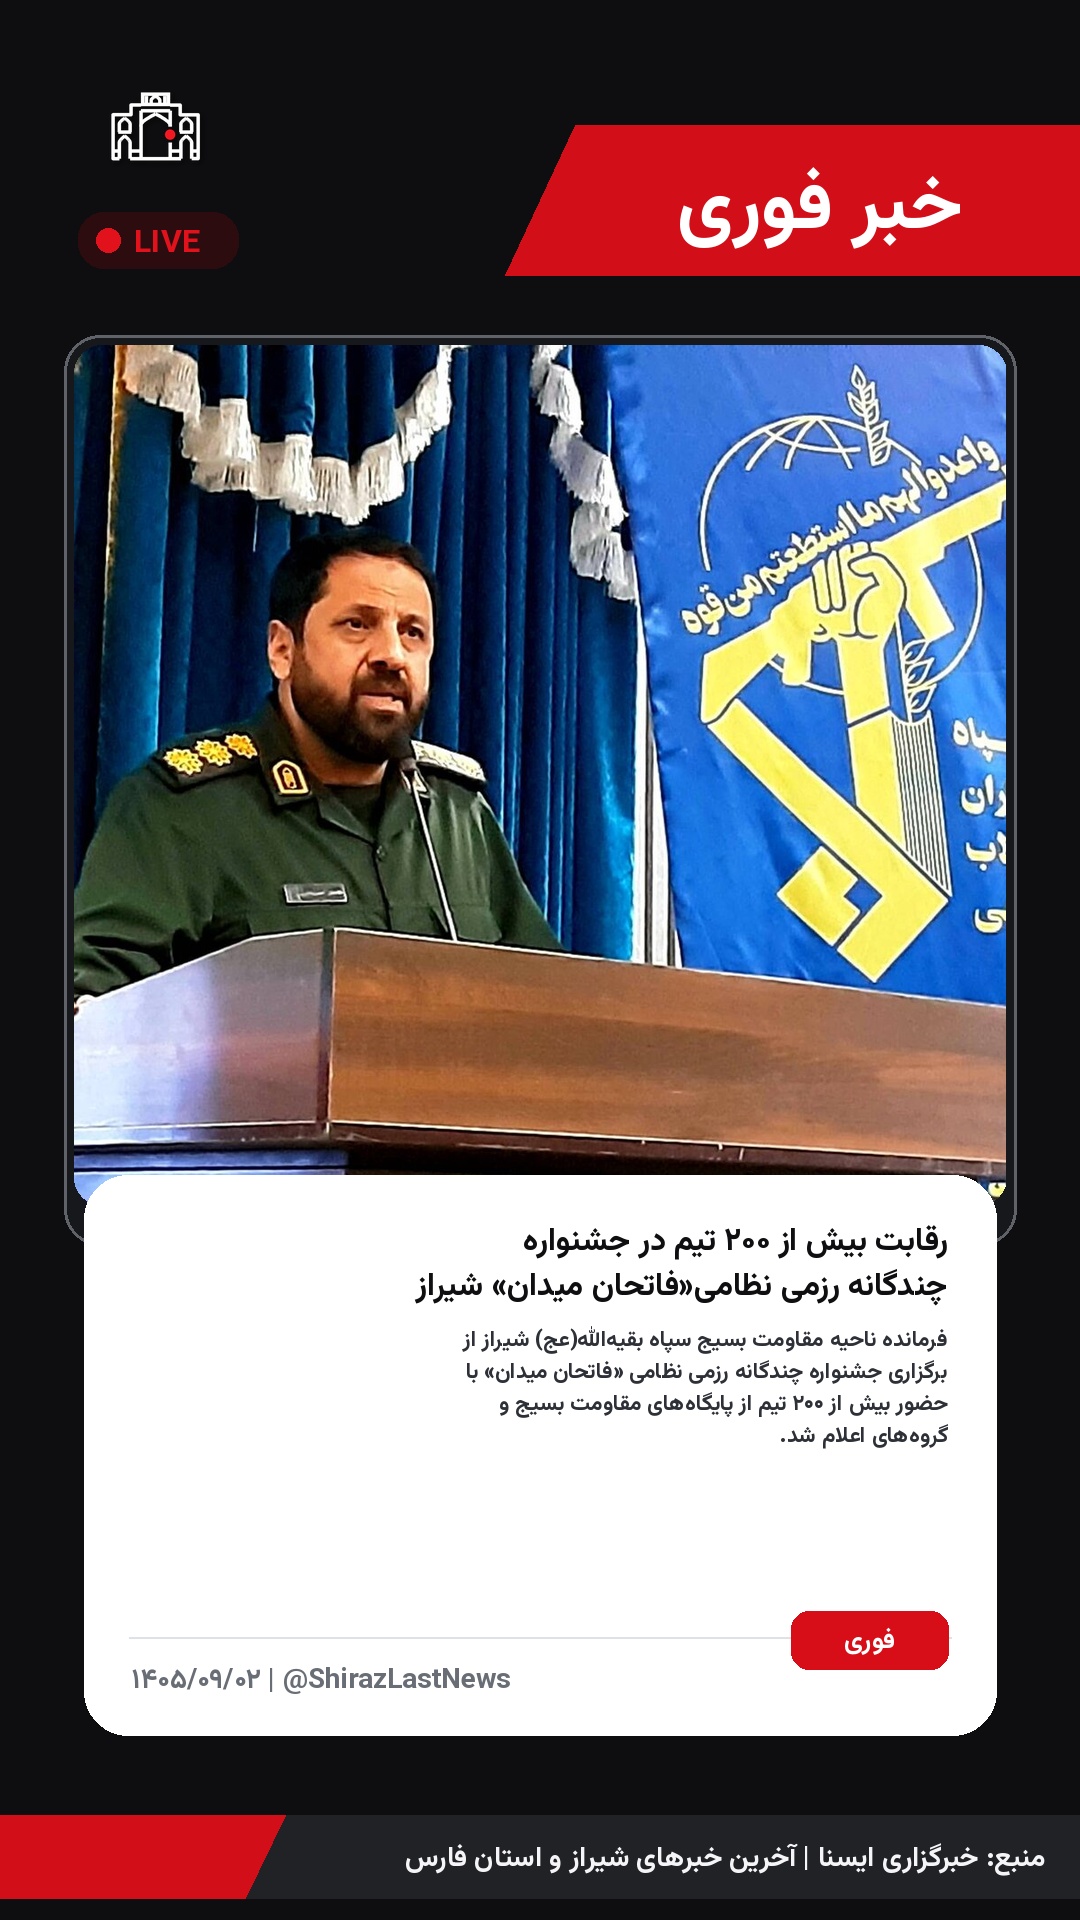 خبر فوری
LIVE
واعدوا لهم ما استطعتم من قوه
رقابت بیش از ۲۰۰ تیم در جشنواره
چندگانه رزمی نظامی«فاتحان میدان» شیراز
فرمانده ناحیه مقاومت بسیج سپاه بقیه‌الله(عج) شیراز از
برگزاری جشنواره چندگانه رزمی نظامی «فاتحان میدان» با
حضور بیش از ۲۰۰ تیم از پایگاه‌های مقاومت بسیج و
گروه‌های اعلام شد.
فوری
۱۴۰۵/۰۹/۰۲ | @ShirazLastNews
منبع: خبرگزاری ایسنا | آخرین خبرهای شیراز و استان فارس